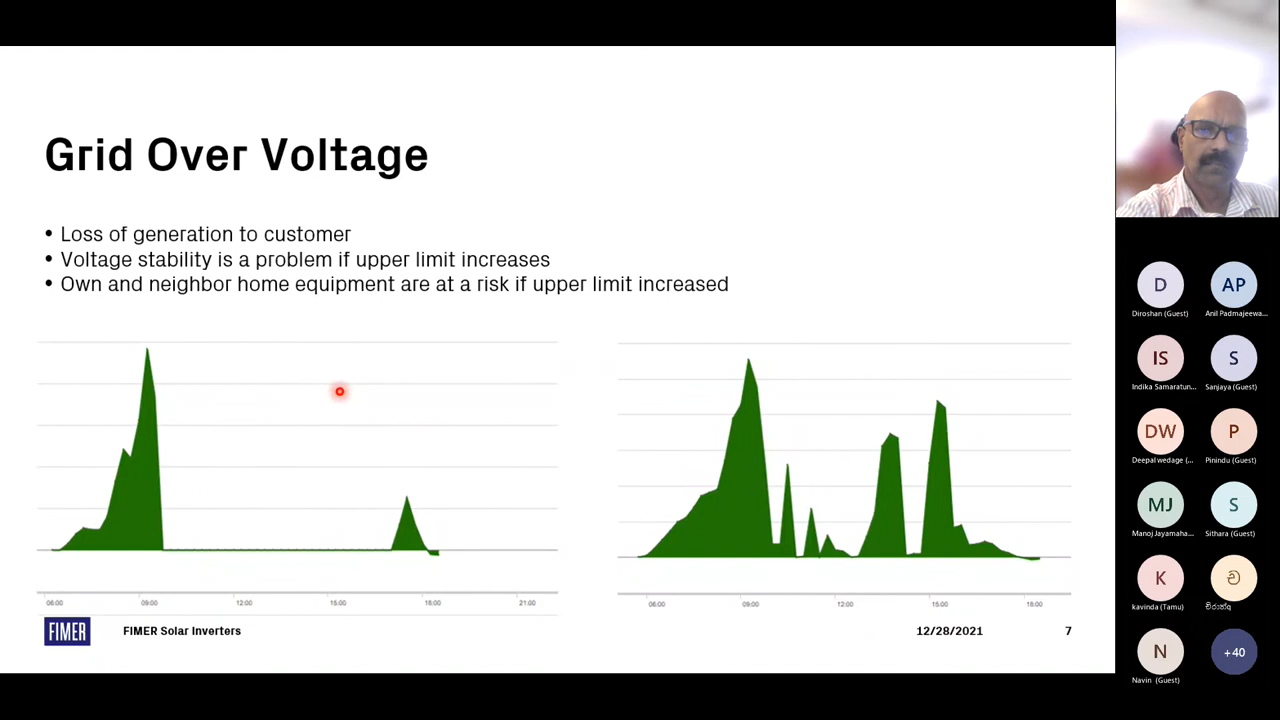 Grid Over Voltage
• Loss of generation to customer
• Voltage stability is a problem if upper limit increases
• Own and neighbor home equipment are at a risk if upper limit increased
06:00 09:00 12:00 15:00 18:00 21:00
06:00 09:00 12:00 15:00 18:00
FIMER FIMER Solar Inverters 12/28/2021 7
D AP
Diroshan (Guest) Anil Padmajeewa...
IS S
Indika Samaratun... Sanjaya (Guest)
DW P
Deepal wedage (... Pinindu (Guest)
MJ S
Manoj Jayamaha... Sithara (Guest)
K ච
kavinda (Tamu)
N +40
Navin (Guest)